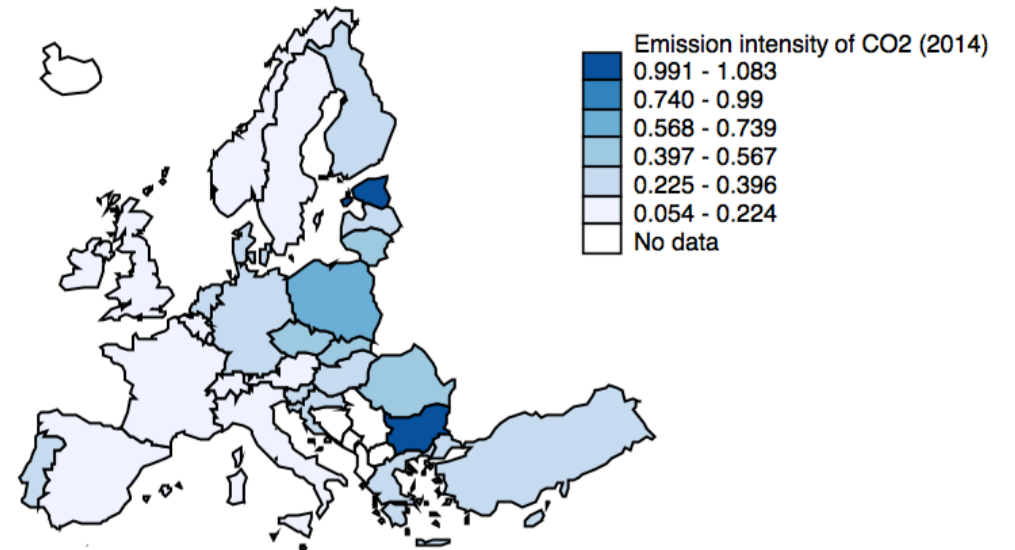 Emission intensity of CO2 (2014)
0.991 - 1.083
0.740 - 0.99
0.568 - 0.739
0.397 - 0.567
0.225 - 0.396
0.054 - 0.224
No data